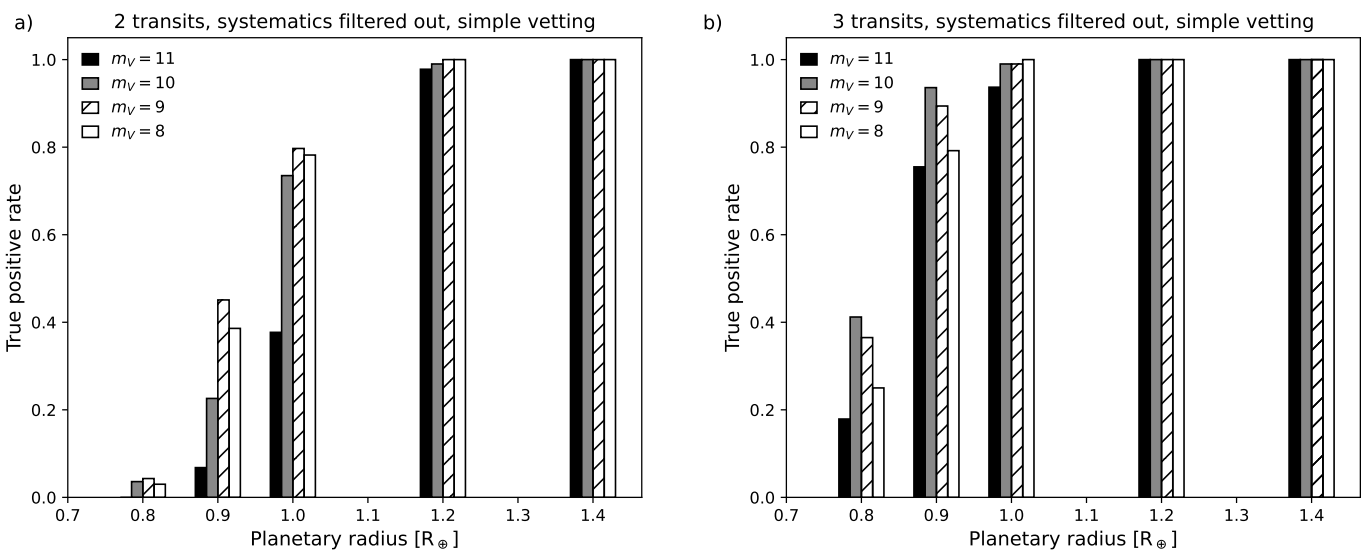 a)
2 transits, systematics filtered out, simple vetting
m_V = 11
m_V = 10
m_V = 9
m_V = 8
True positive rate
1.0
0.8
0.6
0.4
0.2
0.0
0.7 0.8 0.9 1.0 1.1 1.2 1.3 1.4
Planetary radius [R⊕]
b)
3 transits, systematics filtered out, simple vetting
m_V = 11
m_V = 10
m_V = 9
m_V = 8
True positive rate
1.0
0.8
0.6
0.4
0.2
0.0
0.7 0.8 0.9 1.0 1.1 1.2 1.3 1.4
Planetary radius [R⊕]